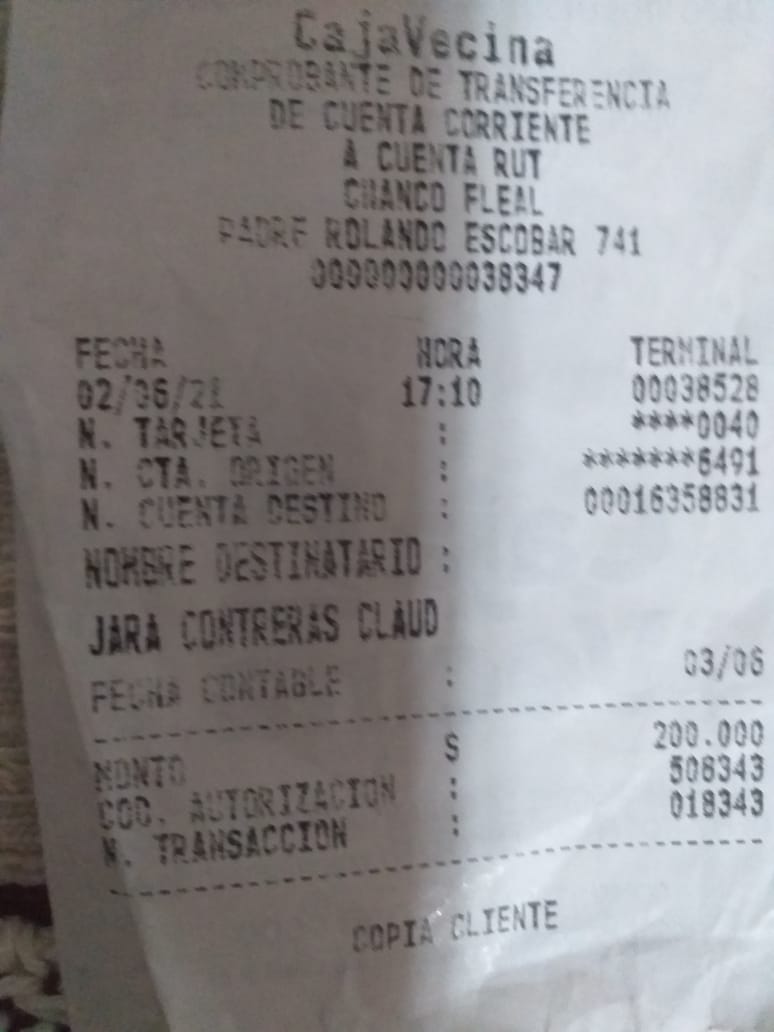 CajaVecina
COMPROBANTE DE TRANSFERENCIA
DE CUENTA CORRIENTE
A CUENTA RUT
CHANCO FLEAL
PADRE ROLANDO ESCOBAR 741
000000000038347
FECHA HORA TERMINAL
02/06/21 17:10 00038528
N. TARJETA : ****0040
N. CTA. ORIGEN : *******6491
N. CUENTA DESTINO : 00016358831
NOMBRE DESTINATARIO :
JARA CONTRERAS CLAUD
FECHA CONTABLE : 03/06
MONTO $ 200.000
COD. AUTORIZACION : 508343
N. TRANSACCION : 018343
COPIA CLIENTE